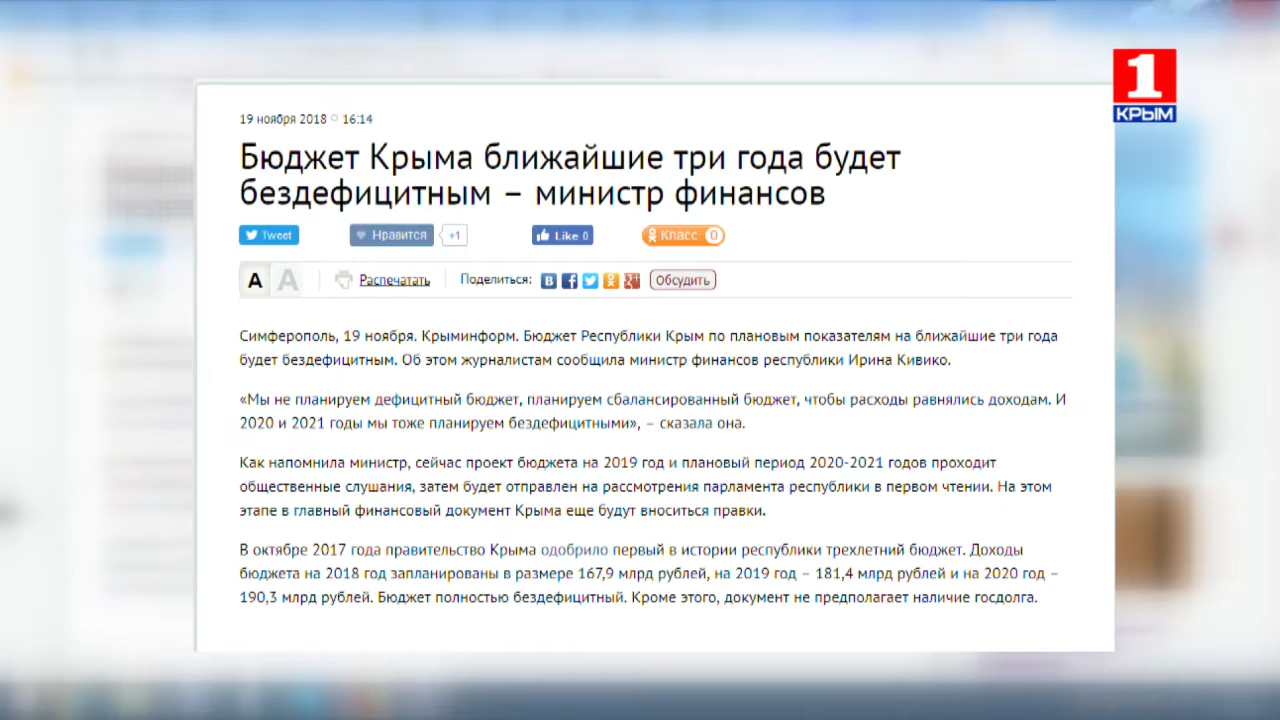 1
КРЫМ
19 ноября 2018 16:14
Бюджет Крыма ближайшие три года будет
бездефицитным – министр финансов
Tweet Нравится +1 Like 0 Класс 0
A A Распечатать Поделиться: Обсудить
Симферополь, 19 ноября. Крыминформ. Бюджет Республики Крым по плановым показателям на ближайшие три года
будет бездефицитным. Об этом журналистам сообщила министр финансов республики Ирина Кивико.
«Мы не планируем дефицитный бюджет, планируем сбалансированный бюджет, чтобы расходы равнялись доходам. И
2020 и 2021 годы мы тоже планируем бездефицитными», – сказала она.
Как напомнила министр, сейчас проект бюджета на 2019 год и плановый период 2020-2021 годов проходит
общественные слушания, затем будет отправлен на рассмотрения парламента республики в первом чтении. На этом
этапе в главный финансовый документ Крыма еще будут вноситься правки.
В октябре 2017 года правительство Крыма одобрило первый в истории республики трехлетний бюджет. Доходы
бюджета на 2018 год запланированы в размере 167,9 млрд рублей, на 2019 год – 181,4 млрд рублей и на 2020 год –
190,3 млрд рублей. Бюджет полностью бездефицитный. Кроме этого, документ не предполагает наличие госдолга.